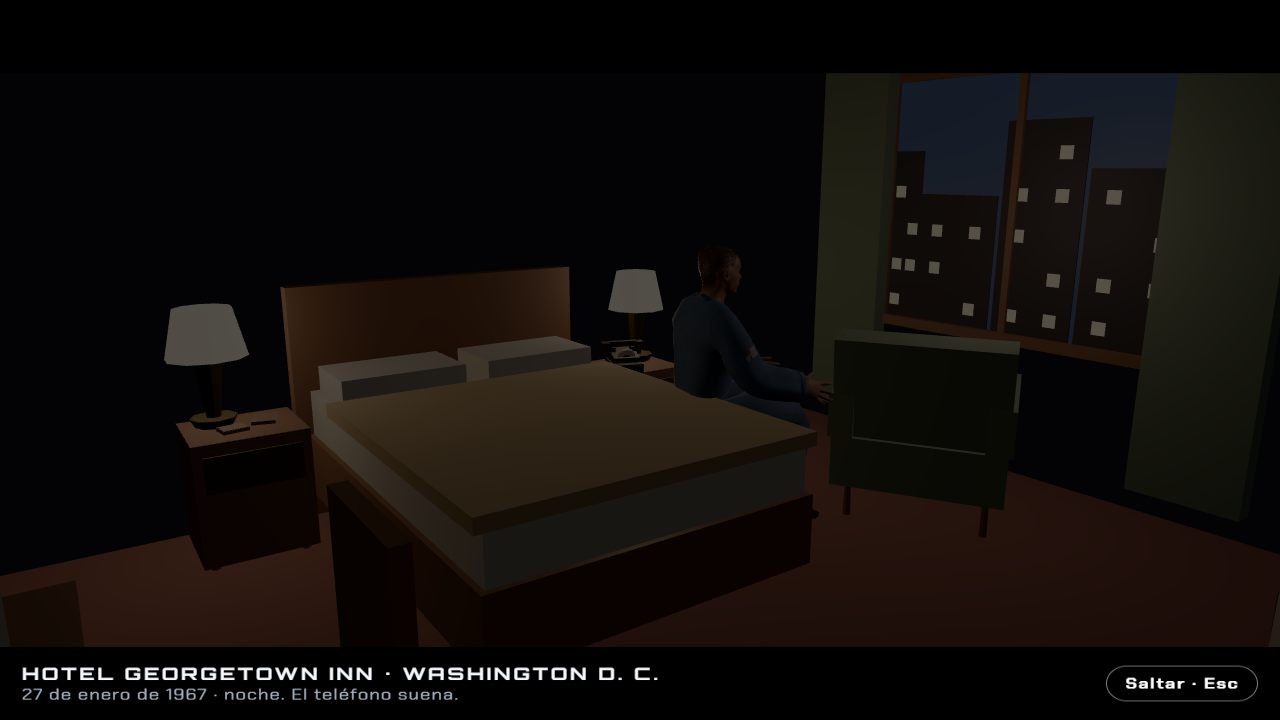 HOTEL GEORGETOWN INN · WASHINGTON D. C.
27 de enero de 1967 · noche. El teléfono suena.
Saltar · Esc